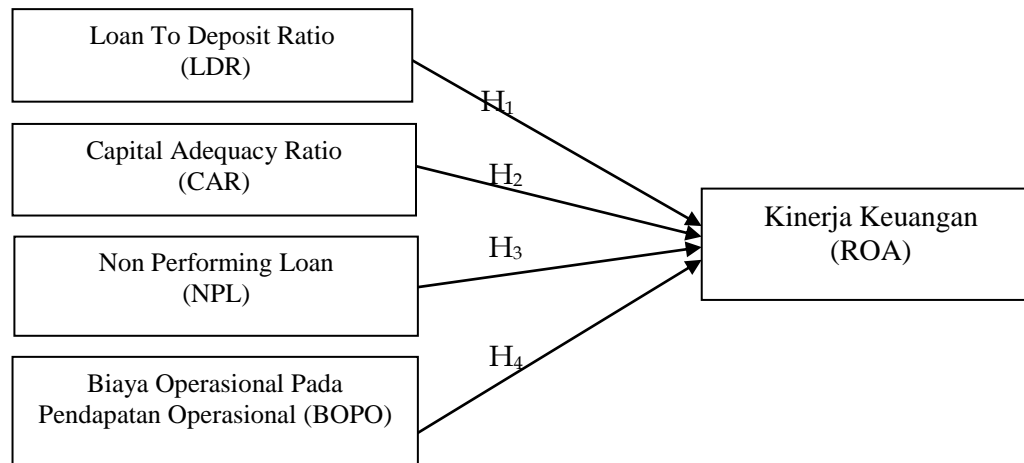 Loan To Deposit Ratio
(LDR)
H₁
Capital Adequacy Ratio
(CAR)
H₂
Non Performing Loan
(NPL)
H₃
Biaya Operasional Pada
Pendapatan Operasional (BOPO)
H₄
Kinerja Keuangan
(ROA)